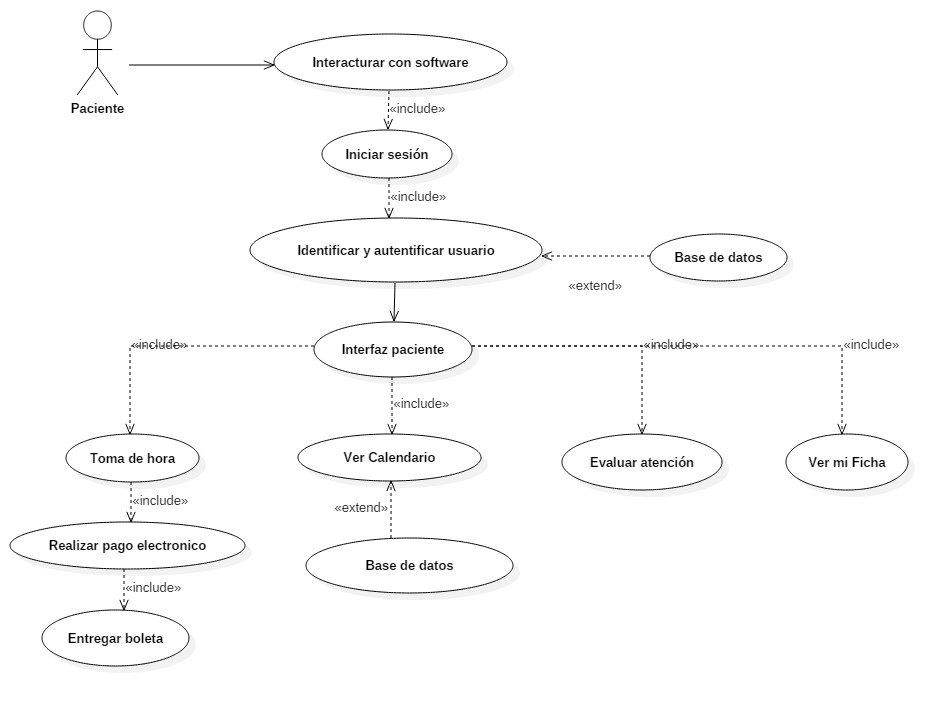 Paciente
Interacturar con software
«include»
Iniciar sesión
«include»
Identificar y autentificar usuario
Base de datos
«extend»
Interfaz paciente
«include»
«include»
«include»
«include»
Toma de hora
Ver Calendario
Evaluar atención
Ver mi Ficha
«include»
«extend»
Realizar pago electronico
Base de datos
«include»
Entregar boleta